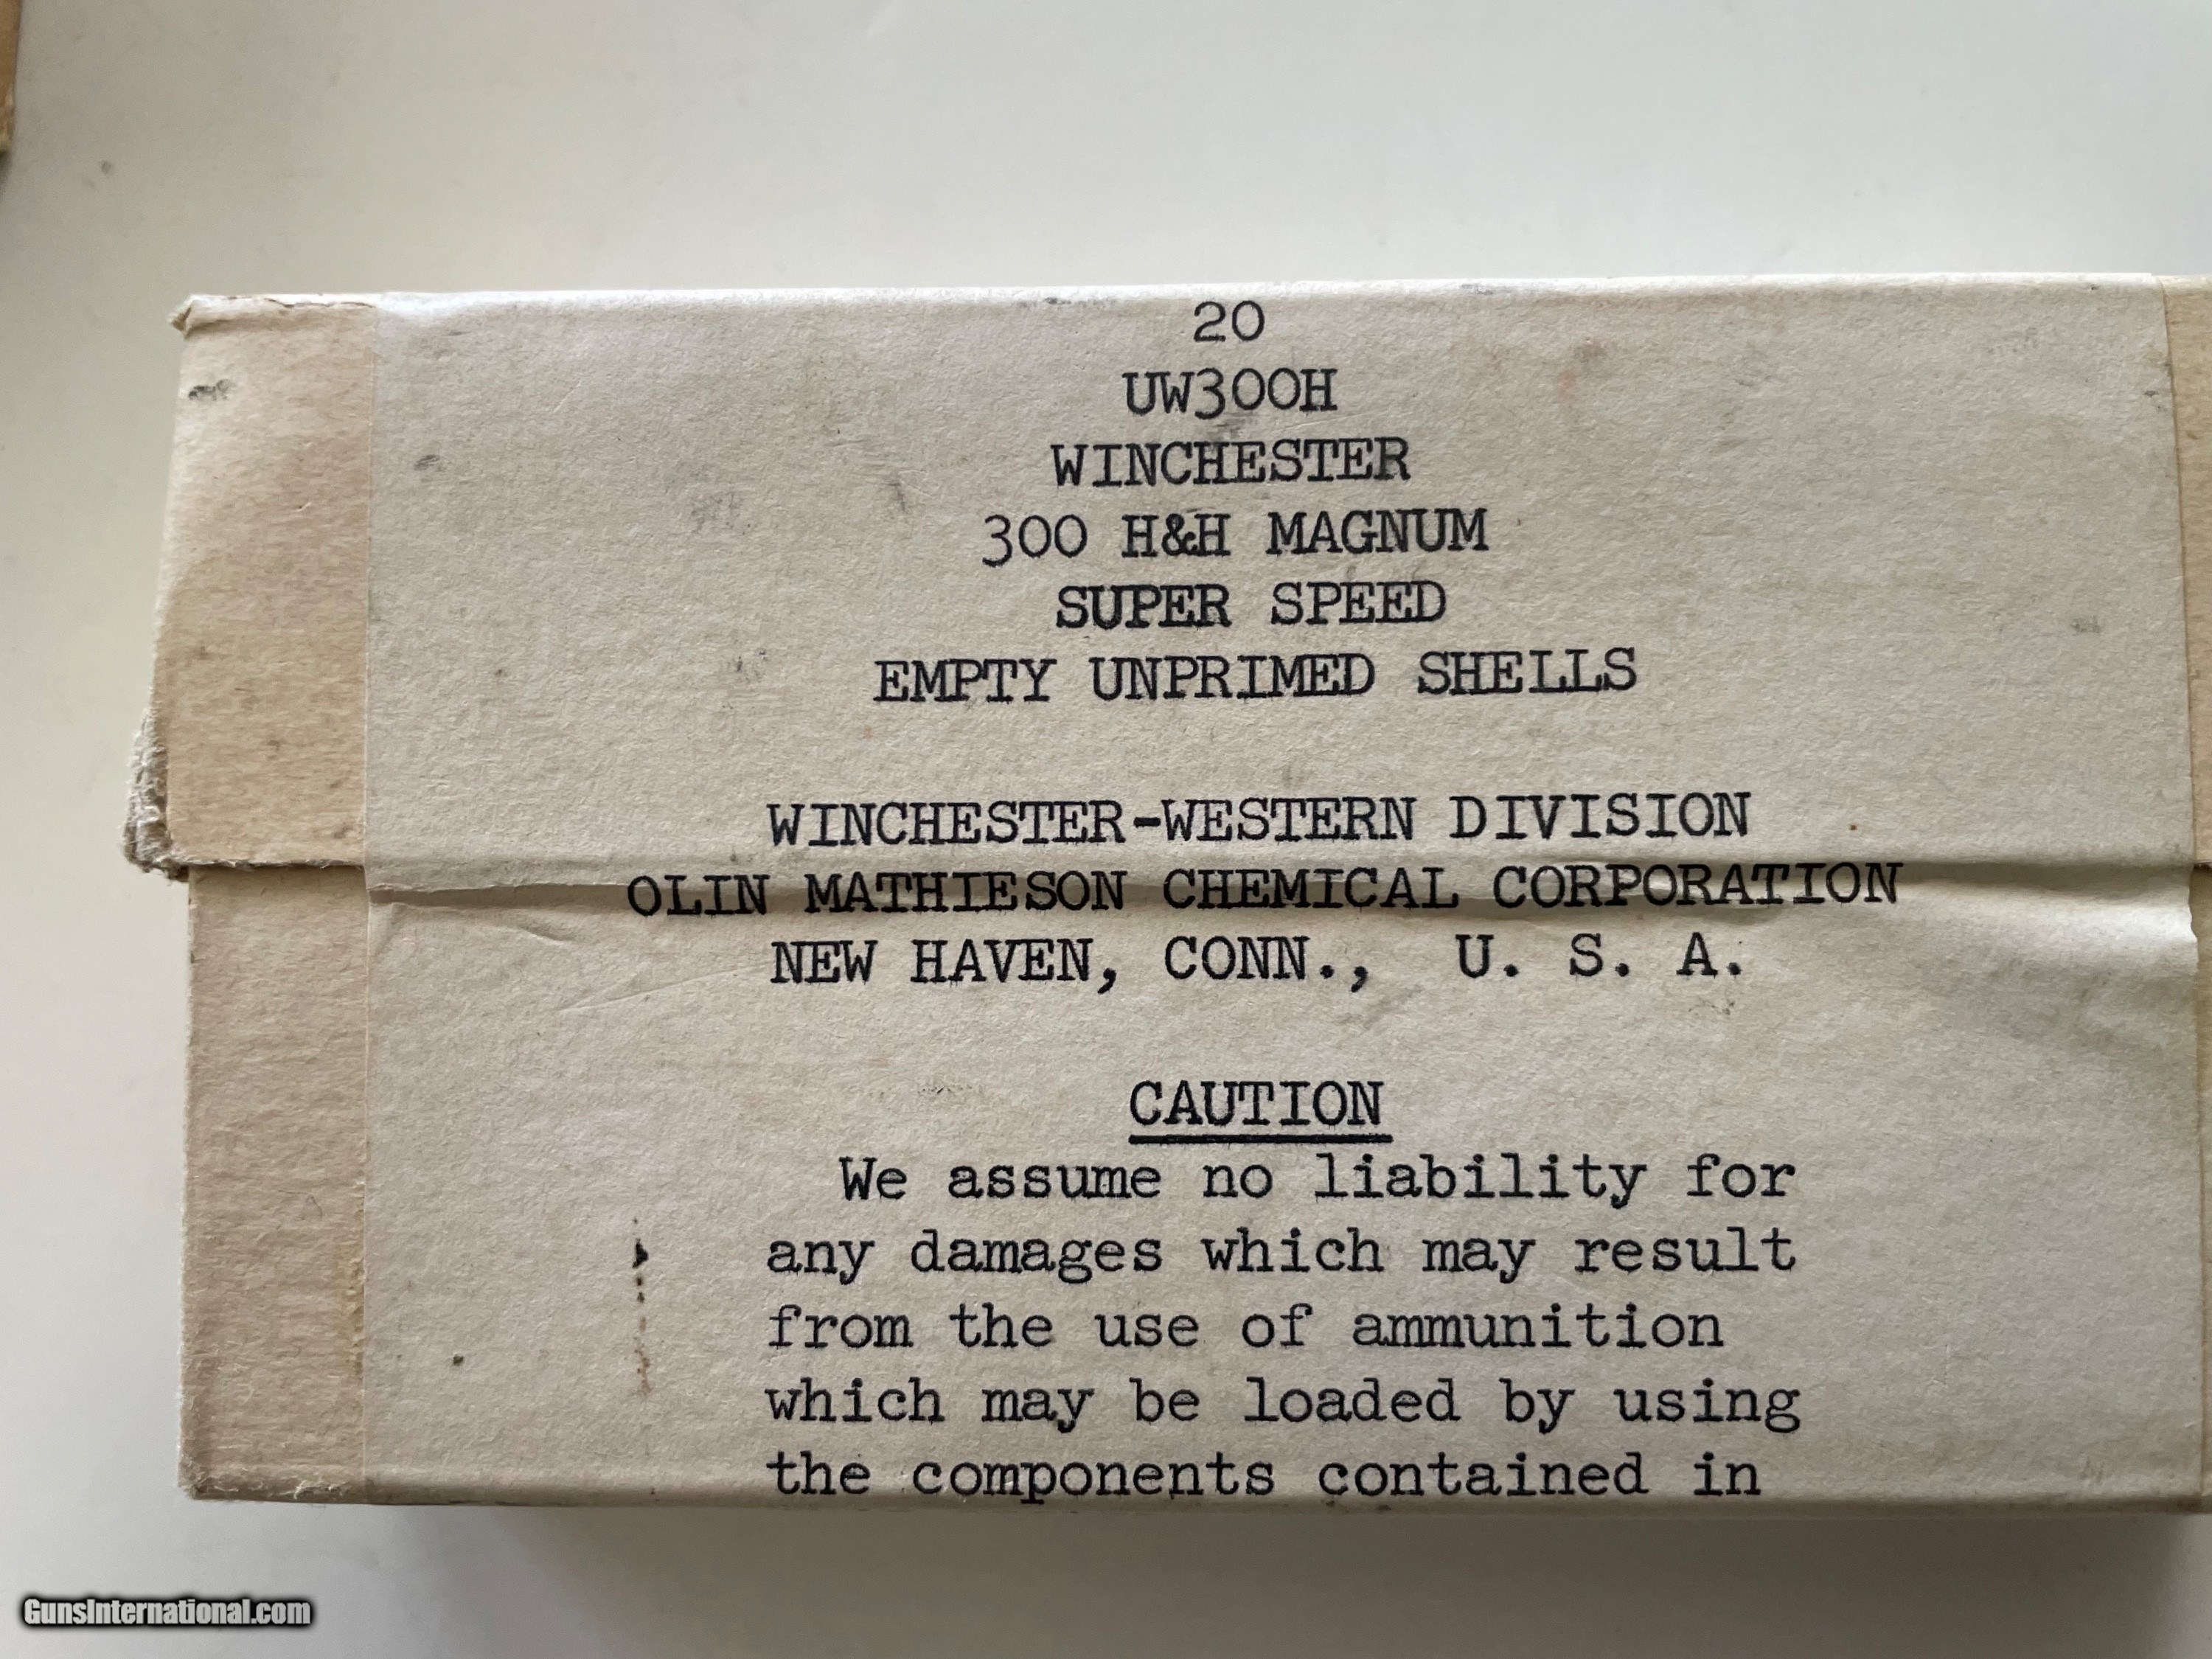 20
UW300H
WINCHESTER
300 H&H MAGNUM
SUPER SPEED
EMPTY UNPRIMED SHELLS
WINCHESTER-WESTERN DIVISION
OLIN MATHIESON CHEMICAL CORPORATION
NEW HAVEN, CONN., U. S. A.
CAUTION
We assume no liability for
any damages which may result
from the use of ammunition
which may be loaded by using
the components contained in
GunsInternational.com